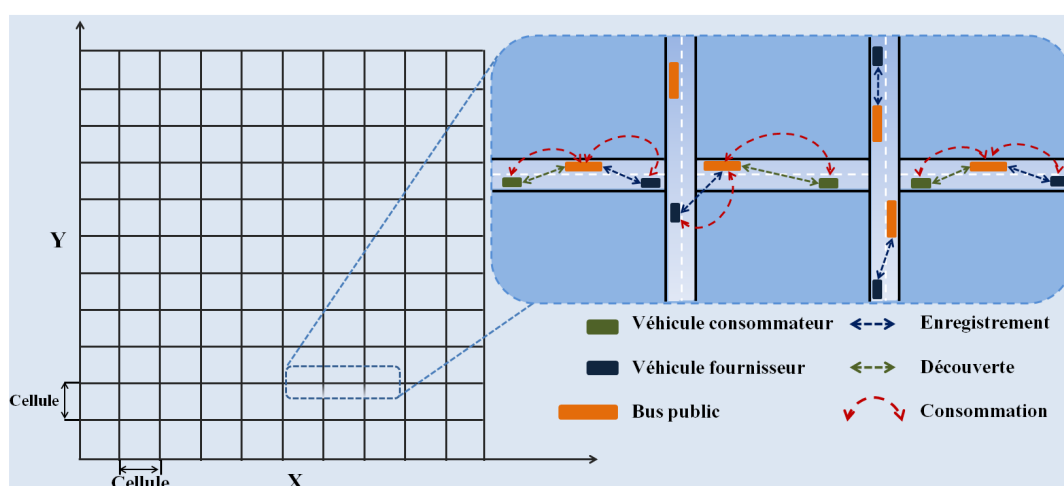 Y
Cellule
Cellule
X
Véhicule consommateur
Enregistrement
Véhicule fournisseur
Découverte
Bus public
Consommation